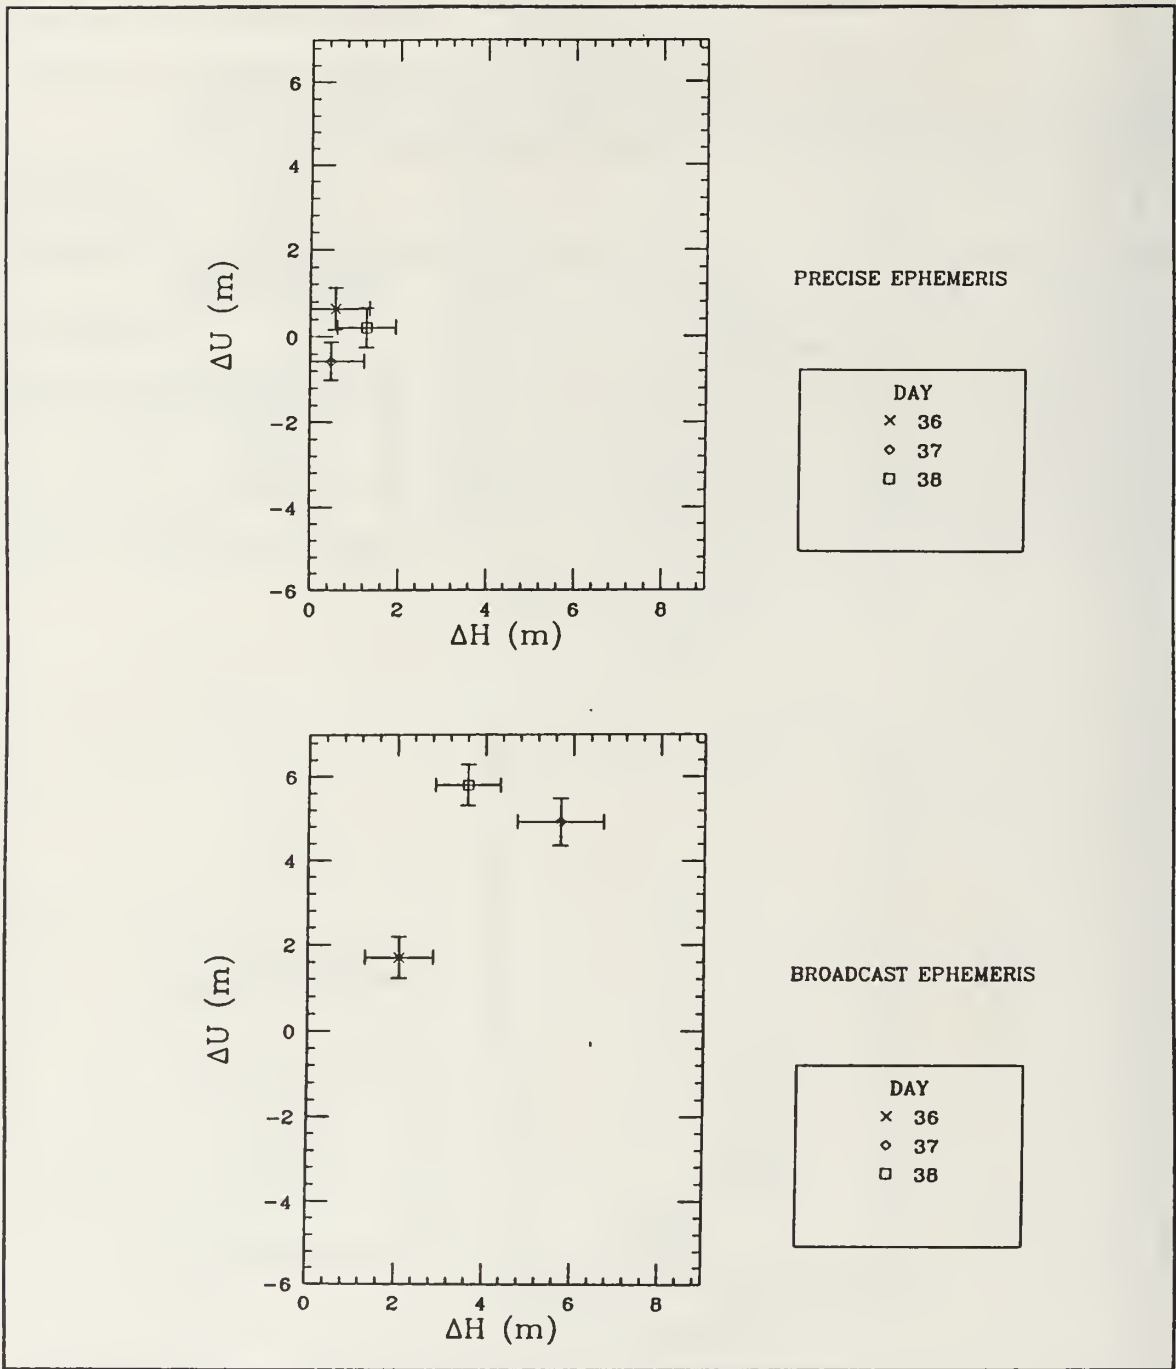 6
4
2
0
-2
-4
-6
ΔU (m)
0 2 4 6 8
ΔH (m)
PRECISE EPHEMERIS
DAY
× 36
◇ 37
□ 38
6
4
2
0
-2
-4
-6
ΔU (m)
0 2 4 6 8
ΔH (m)
BROADCAST EPHEMERIS
DAY
× 36
◇ 37
□ 38